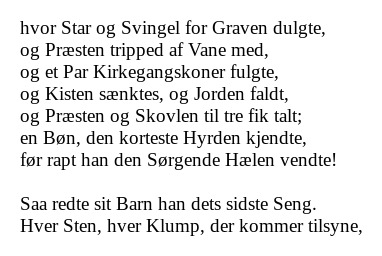 hvor Star og Svingel for Graven dulgte,
og Præsten tripped af Vane med,
og et Par Kirkegangskoner fulgte,
og Kisten sænktes, og Jorden faldt,
og Præsten og Skovlen til tre fik talt;
en Bøn, den korteste Hyrden kjendte,
før rapt han den Sørgende Hælen vendte!

Saa redte sit Barn han dets sidste Seng.
Hver Sten, hver Klump, der kommer tilsyne,